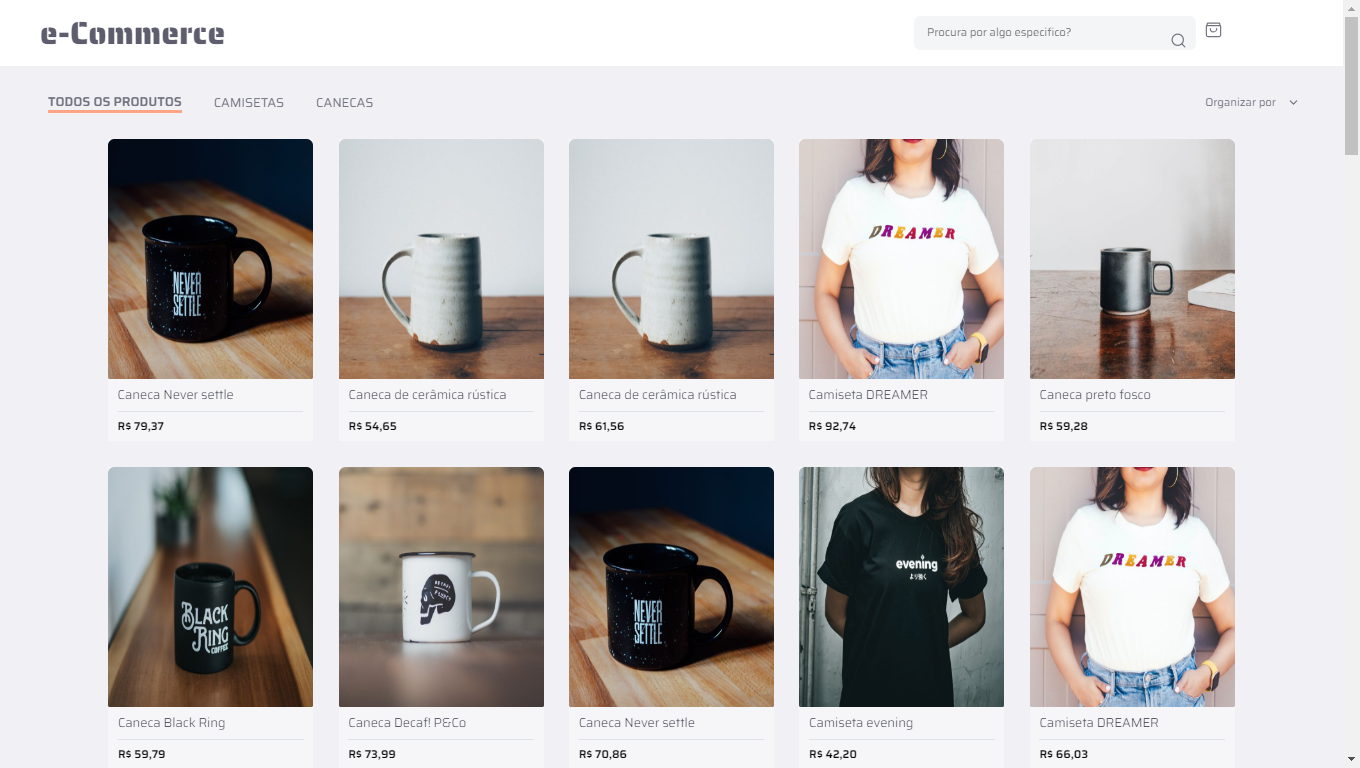 e-Commerce
Procura por algo especifico?
TODOS OS PRODUTOS CAMISETAS CANECAS
Organizar por
NEVER
SETTLE
DREAMER
Caneca Never settle
R$ 79,37
Caneca de cerâmica rústica
R$ 54,65
Caneca de cerâmica rústica
R$ 61,56
Camiseta DREAMER
R$ 92,74
Caneca preto fosco
R$ 59,28
BLACK
RING
COFFEE
NEVER
SETTLE
evening
DREAMER
Caneca Black Ring
R$ 59,79
Caneca Decaf! P&Co
R$ 73,99
Caneca Never settle
R$ 70,86
Camiseta evening
R$ 42,20
Camiseta DREAMER
R$ 66,03